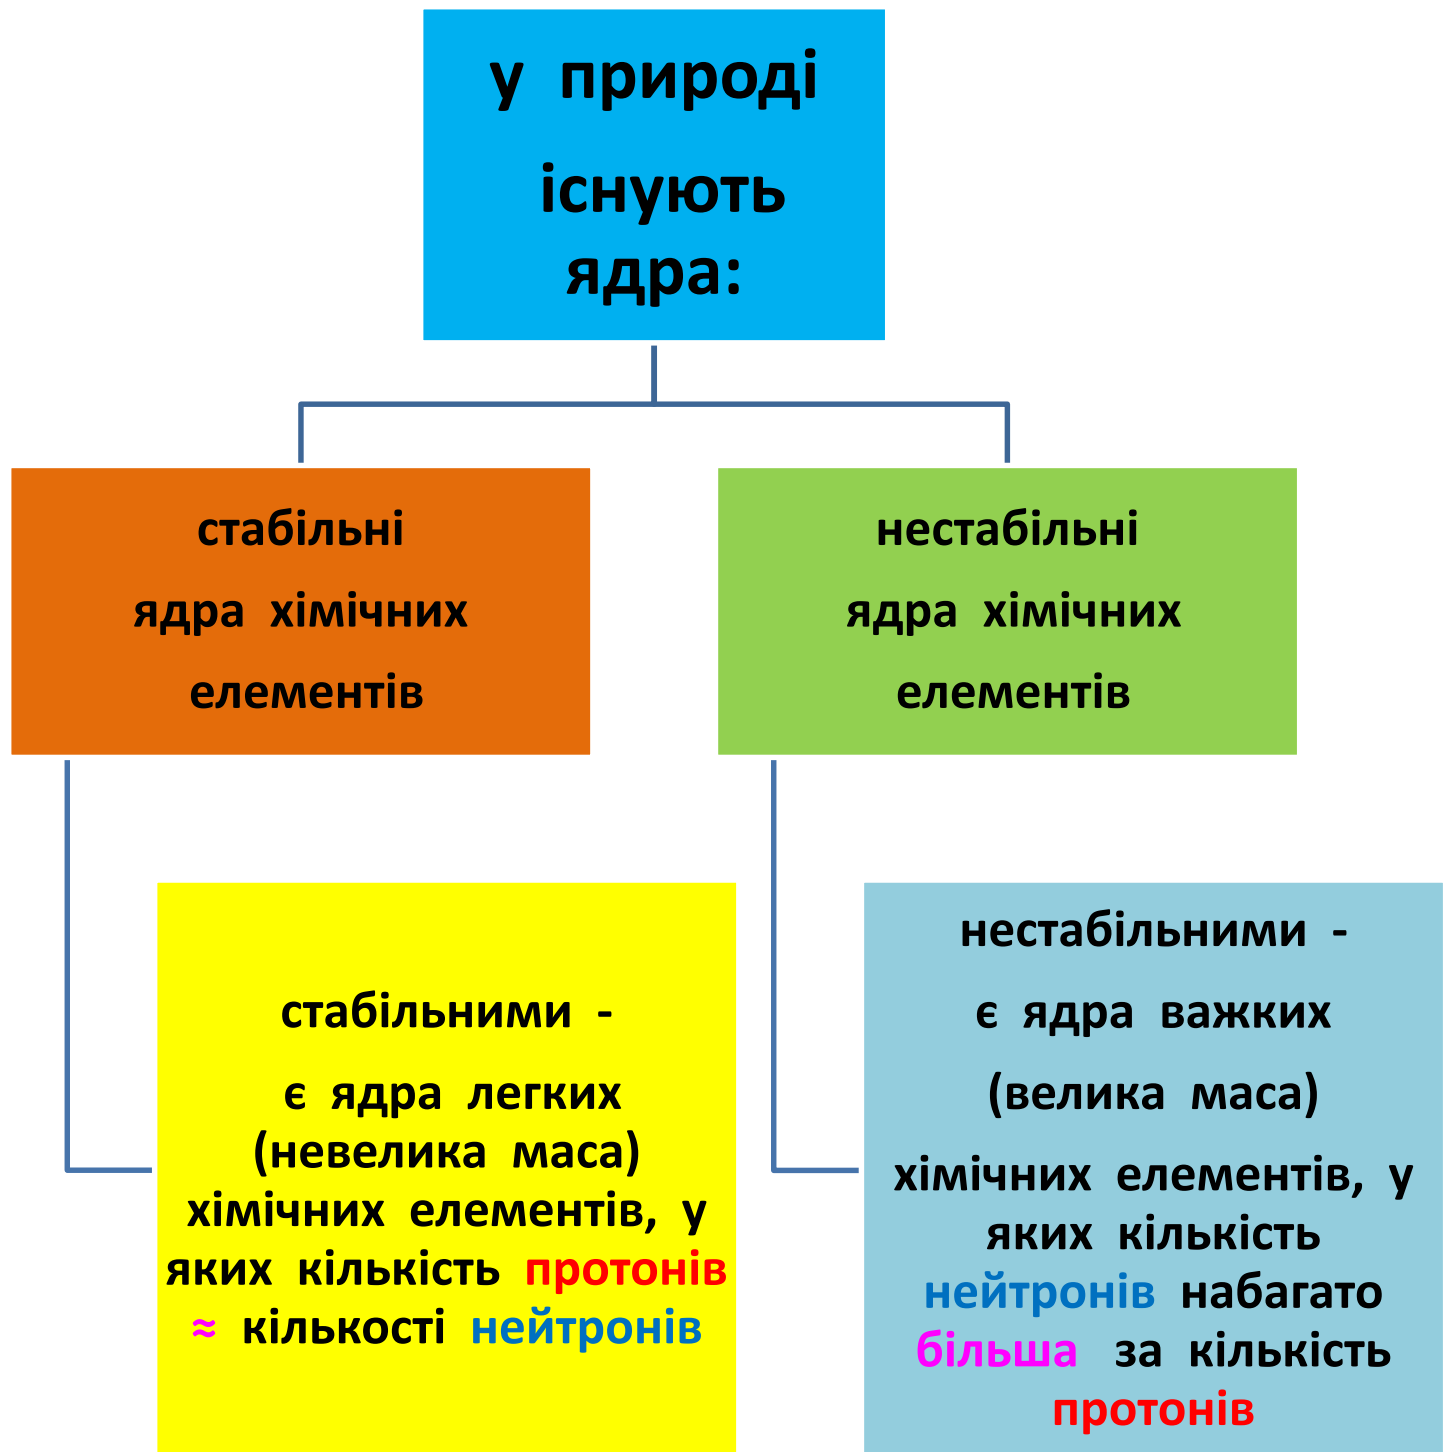 у природі
існують
ядра:
стабільні
ядра хімічних
елементів
нестабільні
ядра хімічних
елементів
стабільними -
є ядра легких
(невелика маса)
хімічних елементів, у
яких кількість протонів
≈ кількості нейтронів
нестабільними -
є ядра важких
(велика маса)
хімічних елементів, у
яких кількість
нейтронів набагато
більша за кількість
протонів